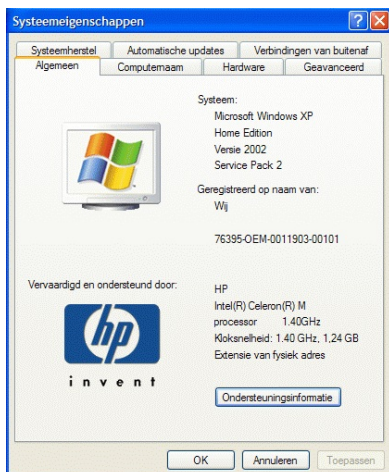 Systeemeigenschappen
Systeemherstel Automatische updates Verbindingen van buitenaf
Algemeen Computernaam Hardware Geavanceerd
Systeem:
Microsoft Windows XP
Home Edition
Versie 2002
Service Pack 2
Geregistreerd op naam van:
Wij
76395-OEM-0011903-00101
Vervaardigd en ondersteund door:
HP
Intel(R) Celeron(R) M
processor 1.40GHz
Kloksnelheid: 1.40 GHz, 1,24 GB
Extensie van fysiek adres
hp
invent
Ondersteuningsinformatie
OK Annuleren Toepassen